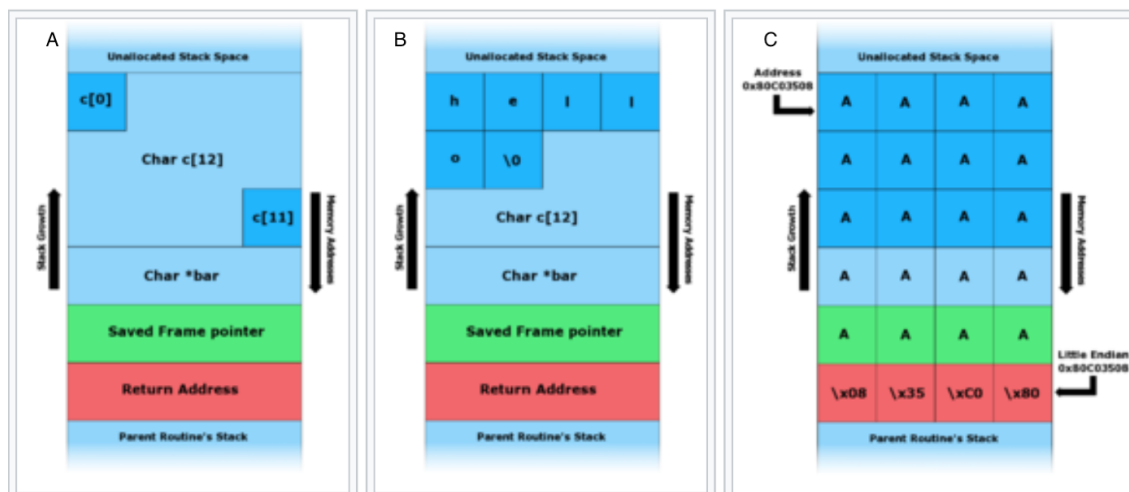 A
Unallocated Stack Space
c[0]
Char c[12]
c[11]
Stack Growth
Memory Addresses
Char *bar
Saved Frame pointer
Return Address
Parent Routine's Stack
B
Unallocated Stack Space
h e l l
o \0
Char c[12]
Stack Growth
Memory Addresses
Char *bar
Saved Frame pointer
Return Address
Parent Routine's Stack
C
Unallocated Stack Space
Address
0x80C03508
A A A A
A A A A
A A A A
Stack Growth
Memory Addresses
A A A A
A A A A
Little Endian
0x80C03508
\x08 \x35 \xC0 \x80
Parent Routine's Stack